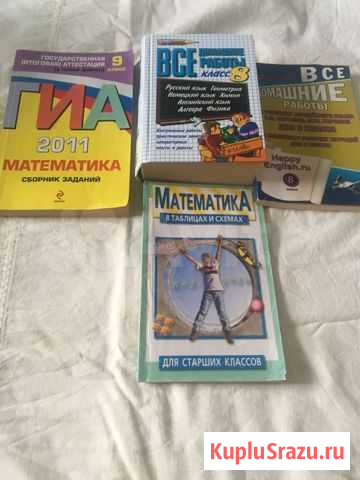 ГОСУДАРСТВЕННАЯ
ИТОГОВАЯ АТТЕСТАЦИЯ
9
ГИА
2011
МАТЕМАТИКА
СБОРНИК ЗАДАНИЙ
ВСЕ
РАБОТЫ
КЛАСС 8
Русский язык Геометрия
Немецкий язык Химия
Английский язык
Алгебра Физика
ВСЕ
ДОМАШНИЕ
РАБОТЫ
Happy
English.ru
8
МАТЕМАТИКА
В ТАБЛИЦАХ И СХЕМАХ
ДЛЯ СТАРШИХ КЛАССОВ
KupluSrazu.ru